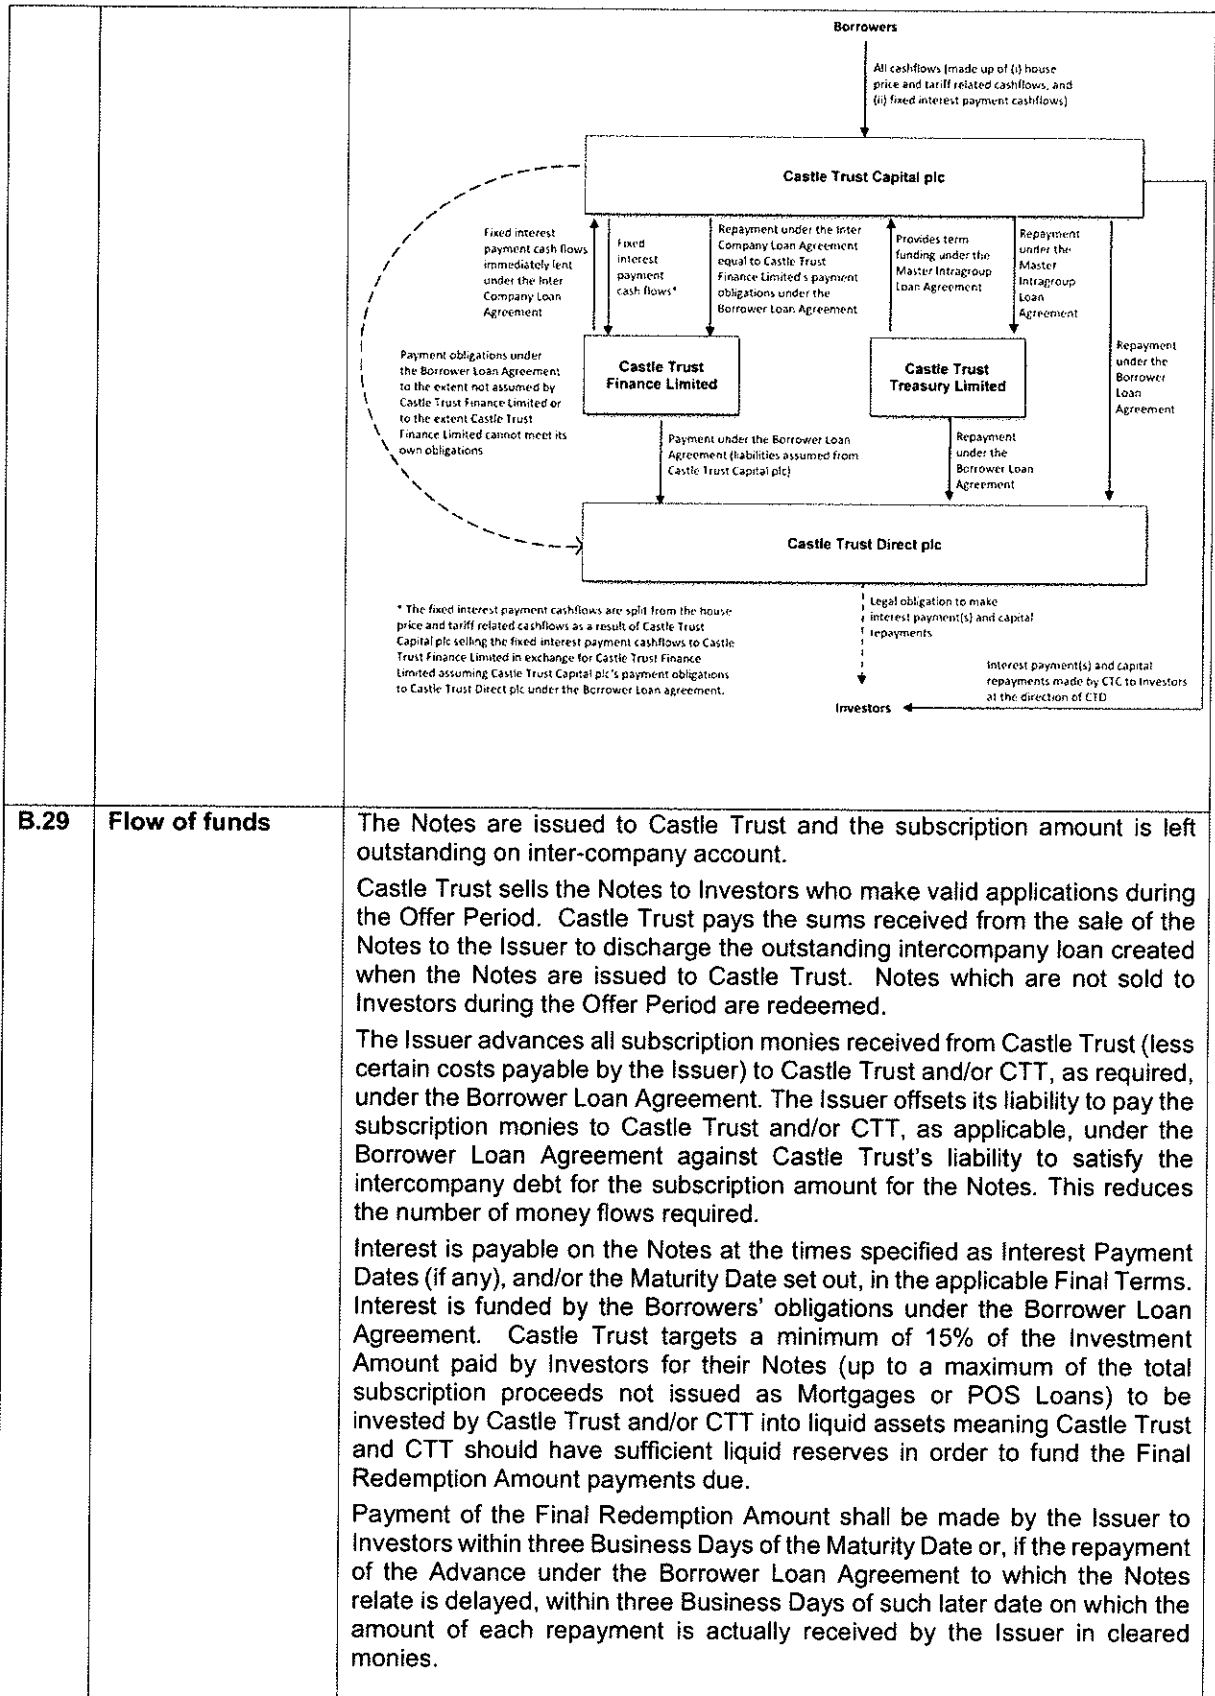 Borrowers
All cashflows (made up of (i) house
price and tariff related cashflows, and
(ii) fixed interest payment cashflows)
Castle Trust Capital plc
Fixed interest
payment cash flows
immediately lent
under the Inter
Company Loan
Agreement
Fixed
interest
payment
cash flows*
Repayment under the Inter
Company Loan Agreement
equal to Castle Trust
Finance Limited's payment
obligations under the
Borrower Loan Agreement
Provides term
funding under the
Master Intragroup
Loan Agreement
Repayment
under the
Master
Intragroup
Loan
Agreement
Repayment
under the
Borrower
Loan
Agreement
Payment obligations under
the Borrower Loan Agreement
to the extent not assumed by
Castle Trust Finance Limited or
to the extent Castle Trust
Finance Limited cannot meet its
own obligations
Castle Trust
Finance Limited
Castle Trust
Treasury Limited
Payment under the Borrower Loan
Agreement (liabilities assumed from
Castle Trust Capital plc)
Repayment
under the
Borrower Loan
Agreement
Castle Trust Direct plc
Legal obligation to make
interest payment(s) and capital
repayments
* The fixed interest payment cashflows are split from the house
price and tariff related cashflows as a result of Castle Trust
Capital plc selling the fixed interest payment cashflows to Castle
Trust Finance Limited in exchange for Castle Trust Finance
Limited assuming Castle Trust Capital plc's payment obligations
to Castle Trust Direct plc under the Borrower Loan agreement.
Interest payment(s) and capital
repayments made by CTC to Investors
at the direction of CTD
Investors
B.29 Flow of funds
The Notes are issued to Castle Trust and the subscription amount is left
outstanding on inter-company account.
Castle Trust sells the Notes to Investors who make valid applications during
the Offer Period. Castle Trust pays the sums received from the sale of the
Notes to the Issuer to discharge the outstanding intercompany loan created
when the Notes are issued to Castle Trust. Notes which are not sold to
Investors during the Offer Period are redeemed.
The Issuer advances all subscription monies received from Castle Trust (less
certain costs payable by the Issuer) to Castle Trust and/or CTT, as required,
under the Borrower Loan Agreement. The Issuer offsets its liability to pay the
subscription monies to Castle Trust and/or CTT, as applicable, under the
Borrower Loan Agreement against Castle Trust's liability to satisfy the
intercompany debt for the subscription amount for the Notes. This reduces
the number of money flows required.
Interest is payable on the Notes at the times specified as Interest Payment
Dates (if any), and/or the Maturity Date set out, in the applicable Final Terms.
Interest is funded by the Borrowers' obligations under the Borrower Loan
Agreement. Castle Trust targets a minimum of 15% of the Investment
Amount paid by Investors for their Notes (up to a maximum of the total
subscription proceeds not issued as Mortgages or POS Loans) to be
invested by Castle Trust and/or CTT into liquid assets meaning Castle Trust
and CTT should have sufficient liquid reserves in order to fund the Final
Redemption Amount payments due.
Payment of the Final Redemption Amount shall be made by the Issuer to
Investors within three Business Days of the Maturity Date or, if the repayment
of the Advance under the Borrower Loan Agreement to which the Notes
relate is delayed, within three Business Days of such later date on which the
amount of each repayment is actually received by the Issuer in cleared
monies.